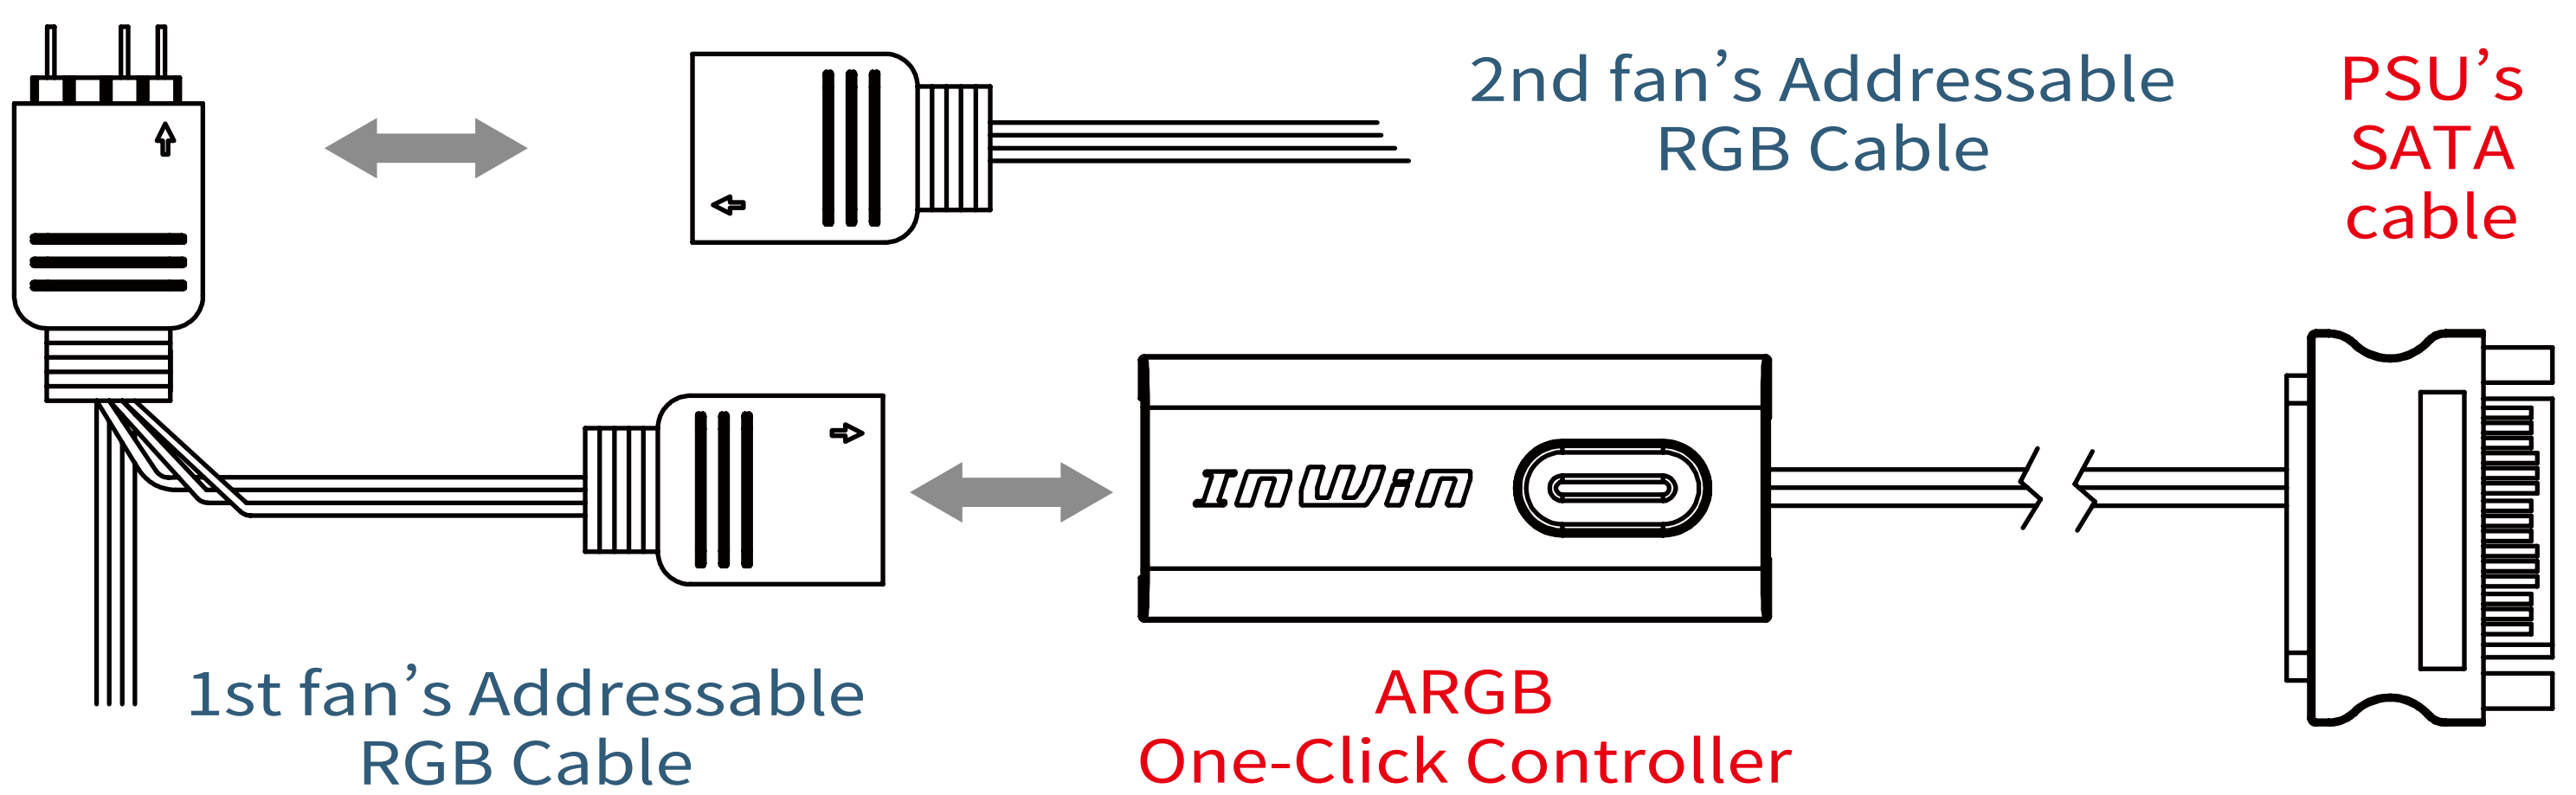 2nd fan’s Addressable
RGB Cable
PSU’s
SATA
cable
InWin
1st fan’s Addressable
RGB Cable
ARGB
One-Click Controller